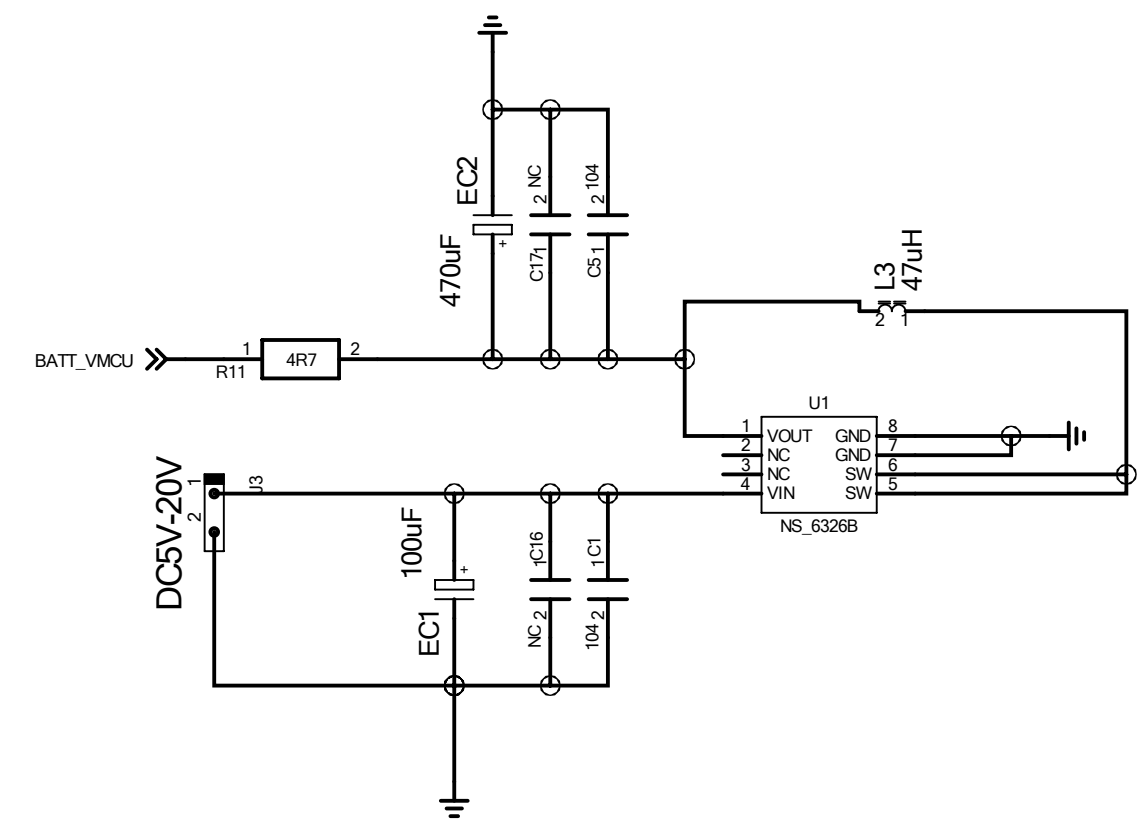 EC2
470uF
+
NC
2
C17
1
104
2
C5
1
L3
47uH
2
1
BATT_VMCU
1
R11
4R7
2
U1
1
VOUT
GND
8
2
NC
GND
7
3
NC
SW
6
4
VIN
SW
5
NS_6326B
DC5V-20V
1
2
J3
100uF
+
EC1
1
C16
NC
2
1
C1
104
2